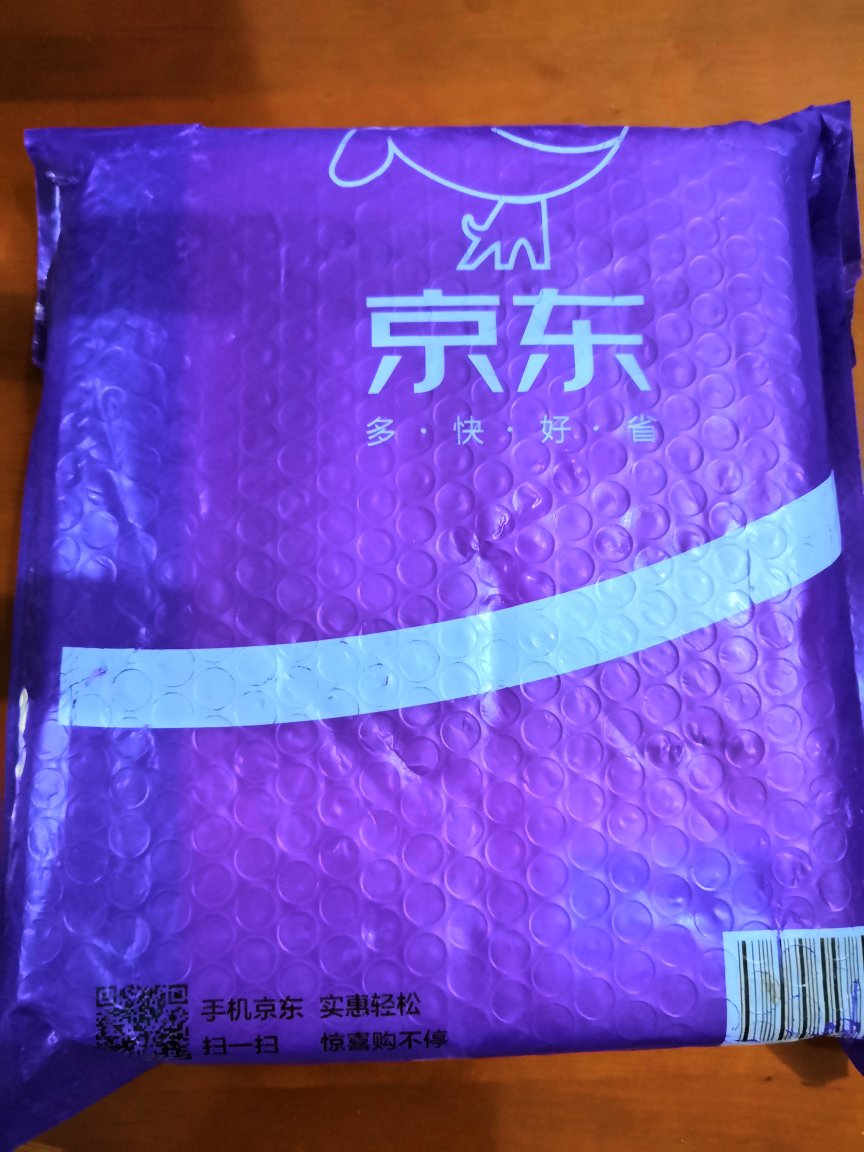 京东
多·快·好·省
手机京东 实惠轻松
扫一扫 惊喜购不停